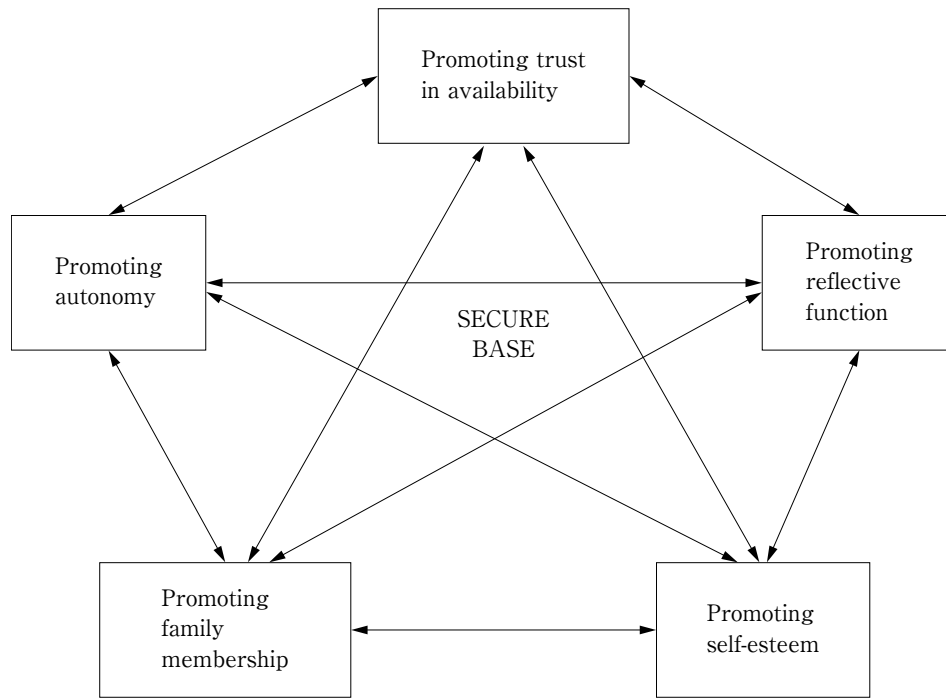 Promoting trust
in availability
Promoting
autonomy
Promoting
reflective
function
SECURE
BASE
Promoting
family
membership
Promoting
self-esteem